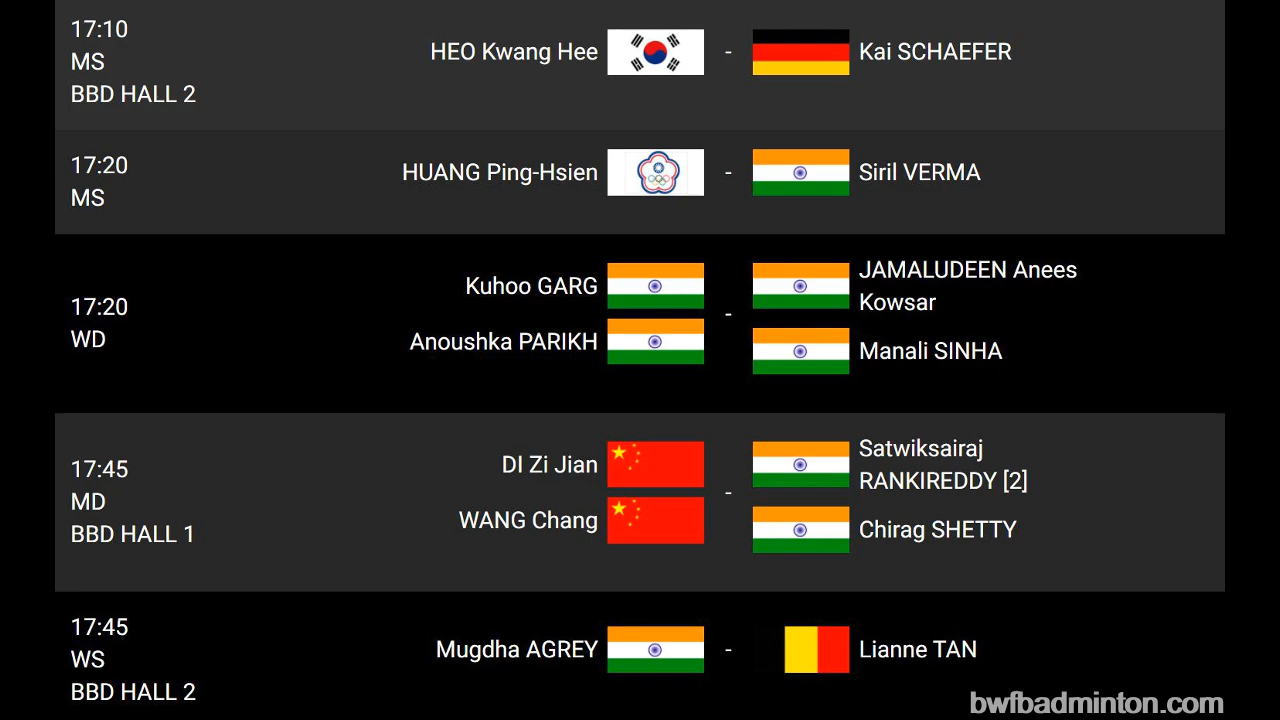 17:10
MS
BBD HALL 2
HEO Kwang Hee
-
Kai SCHAEFER
17:20
MS
HUANG Ping-Hsien
-
Siril VERMA
17:20
WD
Kuhoo GARG
Anoushka PARIKH
-
JAMALUDEEN Anees
Kowsar
Manali SINHA
17:45
MD
BBD HALL 1
DI Zi Jian
WANG Chang
-
Satwiksairaj
RANKIREDDY [2]
Chirag SHETTY
17:45
WS
BBD HALL 2
Mugdha AGREY
-
Lianne TAN
bwfbadminton.com